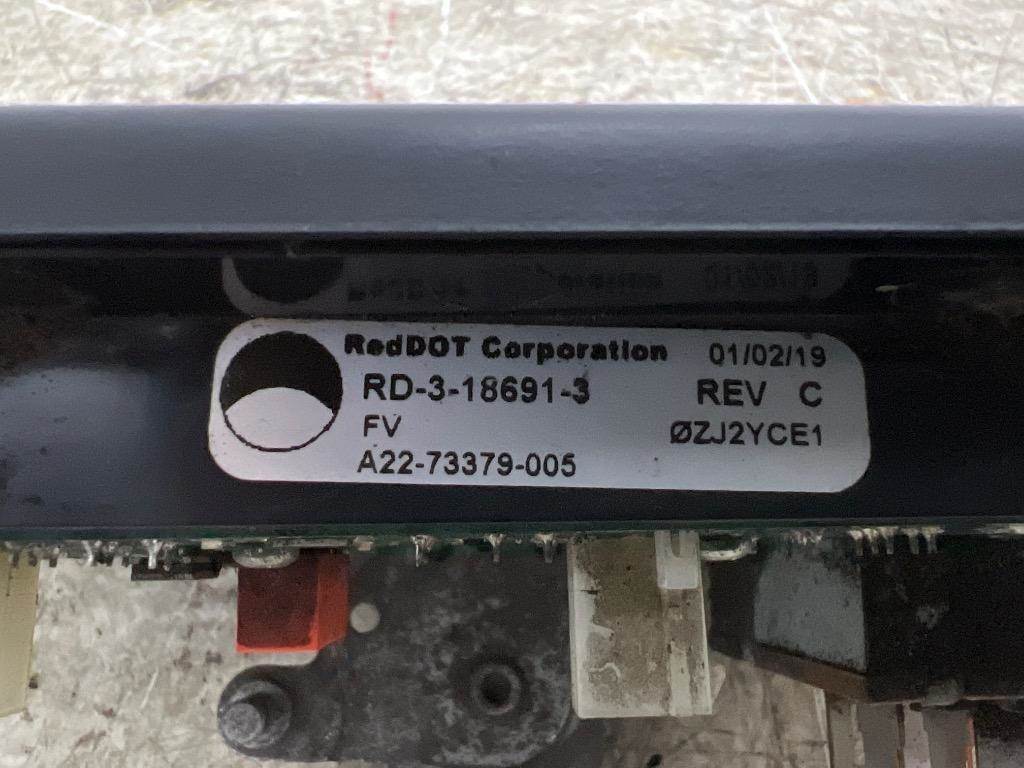 RedDOT Corporation 01/02/19
RD-3-18691-3 REV C
FV ØZJ2YCE1
A22-73379-005